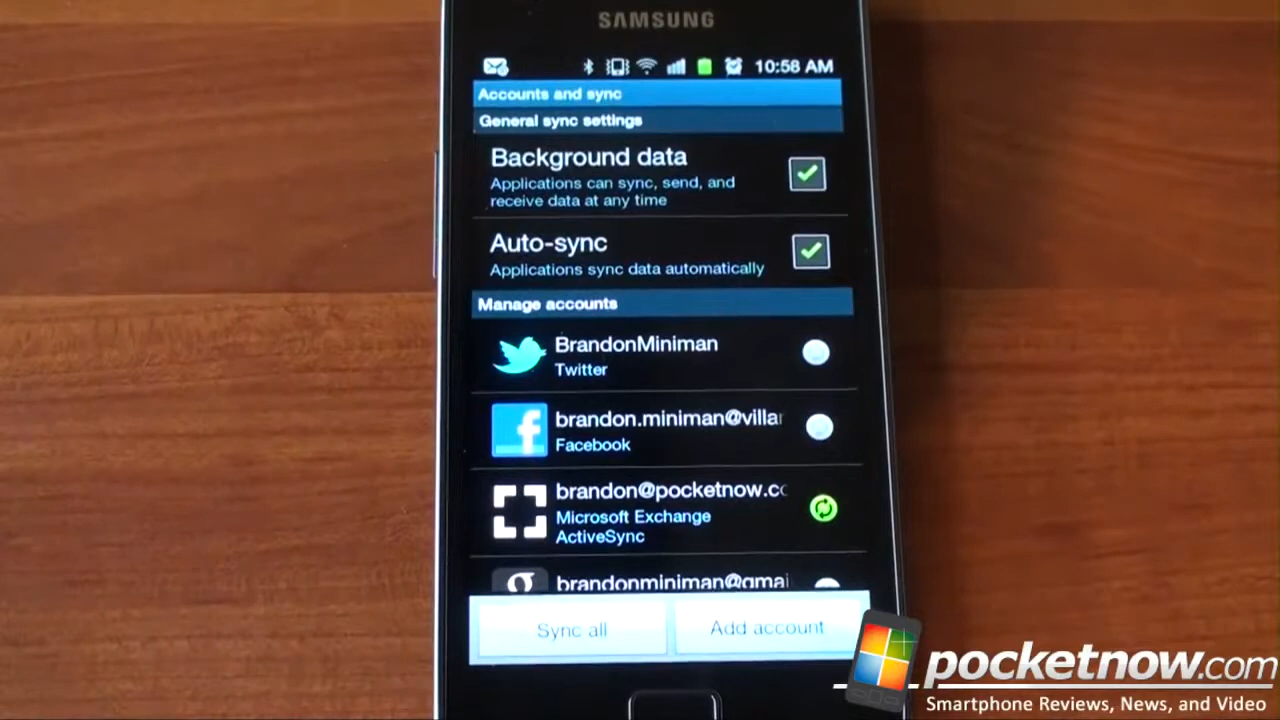 SAMSUNG
10:58 AM
Accounts and sync
General sync settings
Background data
Applications can sync, send, and
receive data at any time
Auto-sync
Applications sync data automatically
Manage accounts
BrandonMiniman
Twitter
brandon.miniman@villa
Facebook
brandon@pocketnow.co
Microsoft Exchange
ActiveSync
brandonminiman@gmai
Sync all
Add account
pocketnow.com
Smartphone Reviews, News, and Video